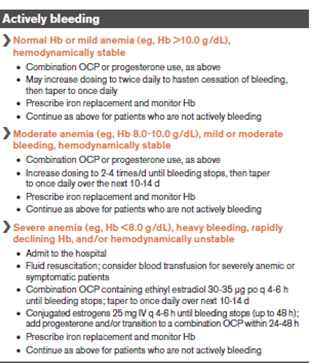 Actively bleeding
❯ Normal Hb or mild anemia (eg, Hb >10.0 g/dL),
hemodynamically stable
• Combination OCP or progesterone use, as above
• May increase dosing to twice daily to hasten cessation of bleeding,
then taper to once daily
• Prescribe iron replacement and monitor Hb
• Continue as above for patients who are not actively bleeding
❯ Moderate anemia (eg, Hb 8.0-10.0 g/dL), mild or moderate
bleeding, hemodynamically stable
• Combination OCP or progesterone use, as above
• Increase dosing to 2-4 times/d until bleeding stops, then taper
to once daily over the next 10-14 d
• Prescribe iron replacement and monitor Hb
• Continue as above for patients who are not actively bleeding
❯ Severe anemia (eg, Hb <8.0 g/dL), heavy bleeding, rapidly
declining Hb, and/or hemodynamically unstable
• Admit to the hospital
• Fluid resuscitation; consider blood transfusion for severely anemic or
symptomatic patients
• Combination OCP containing ethinyl estradiol 30-35 µg po q 4-6 h
until bleeding stops; taper to once daily over next 10-14 d
• Conjugated estrogens 25 mg IV q 4-6 h until bleeding stops (up to 48 h);
add progesterone and/or transition to a combination OCP within 24-48 h
• Prescribe iron replacement and monitor Hb
• Continue as above for patients who are not actively bleeding